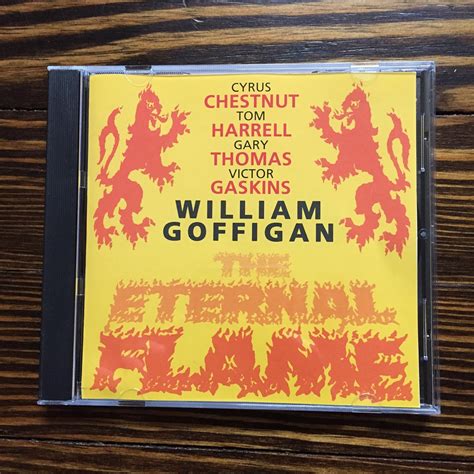 CYRUS
CHESTNUT
TOM
HARRELL
GARY
THOMAS
VICTOR
GASKINS
WILLIAM
GOFFIGAN
THE
ETERNAL
FLAME